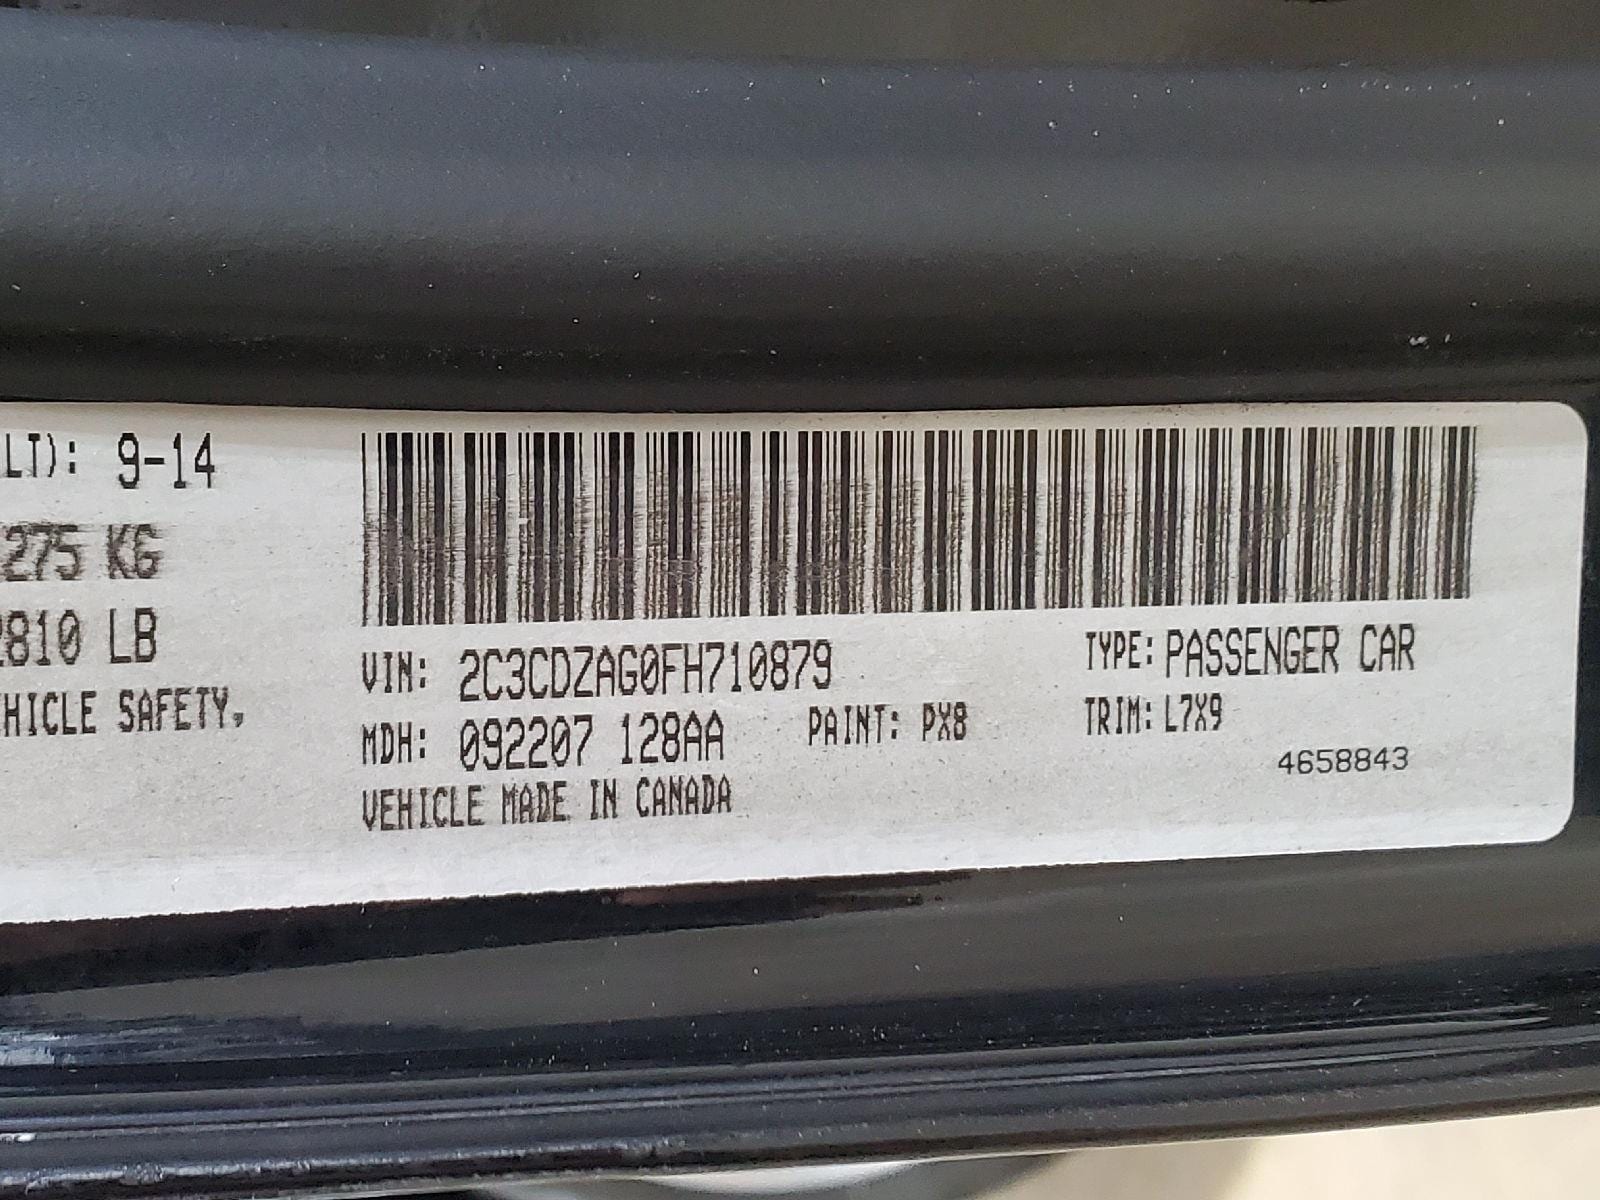 LT): 9-14
275 KG
2810 LB
HICLE SAFETY,
VIN: 2C3CDZAG0FH710879
TYPE: PASSENGER CAR
MDH: 092207 128AA
PAINT: PX8
TRIM: L7X9
4658843
VEHICLE MADE IN CANADA